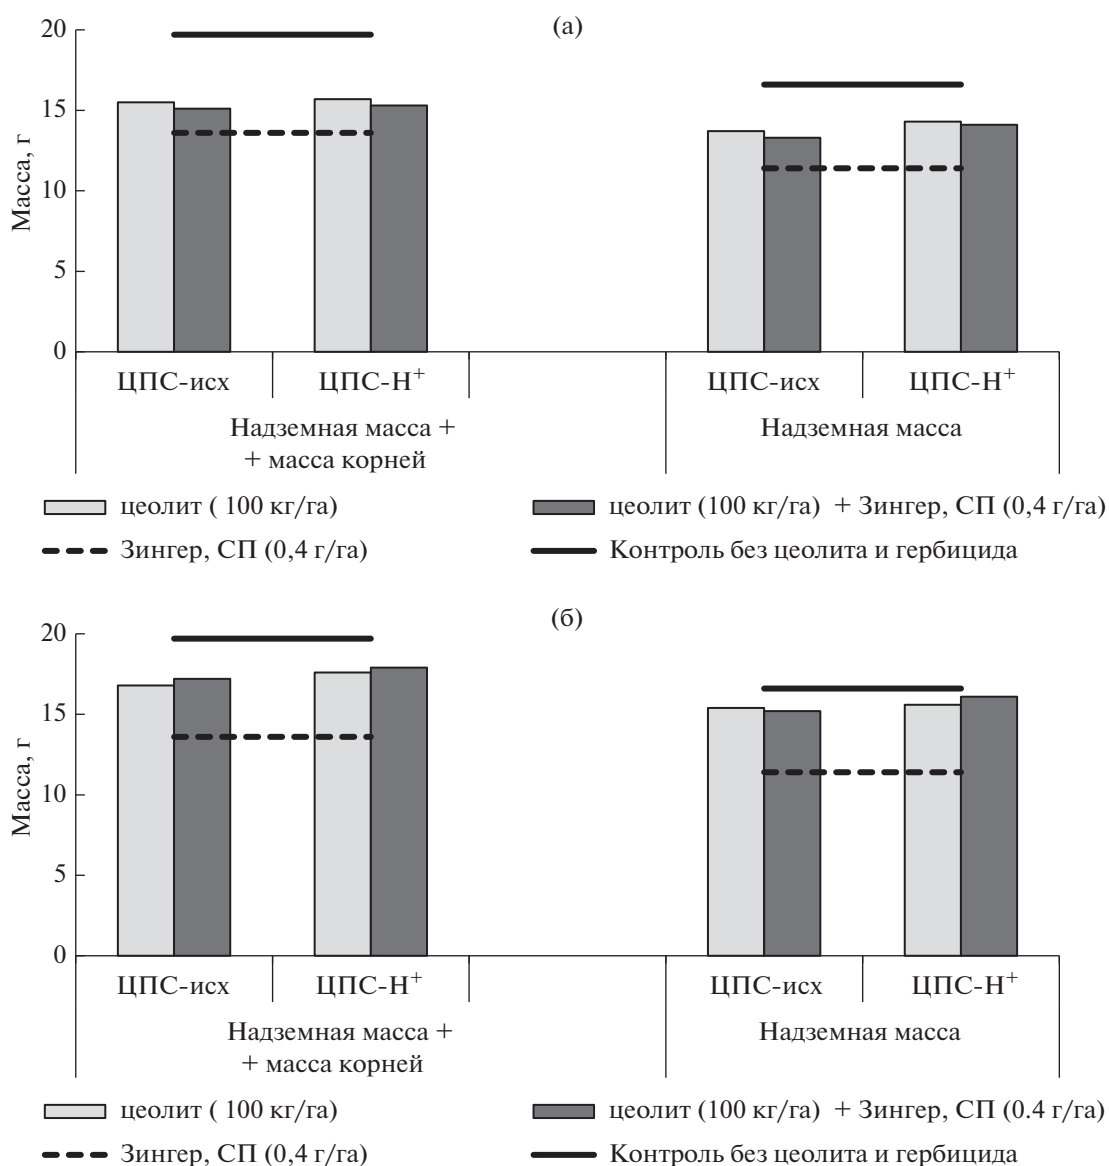 (а)
20
15
10
5
0
Масса, г
ЦПС-исх ЦПС-Н⁺ ЦПС-исх ЦПС-Н⁺
Надземная масса + Надземная масса
+ масса корней
цеолит ( 100 кг/га) цеолит (100 кг/га) + Зингер, СП (0,4 г/га)
Зингер, СП (0,4 г/га) Контроль без цеолита и гербицида
(б)
20
15
10
5
0
Масса, г
ЦПС-исх ЦПС-Н⁺ ЦПС-исх ЦПС-Н⁺
Надземная масса + Надземная масса
+ масса корней
цеолит ( 100 кг/га) цеолит (100 кг/га) + Зингер, СП (0.4 г/га)
Зингер, СП (0,4 г/га) Контроль без цеолита и гербицида